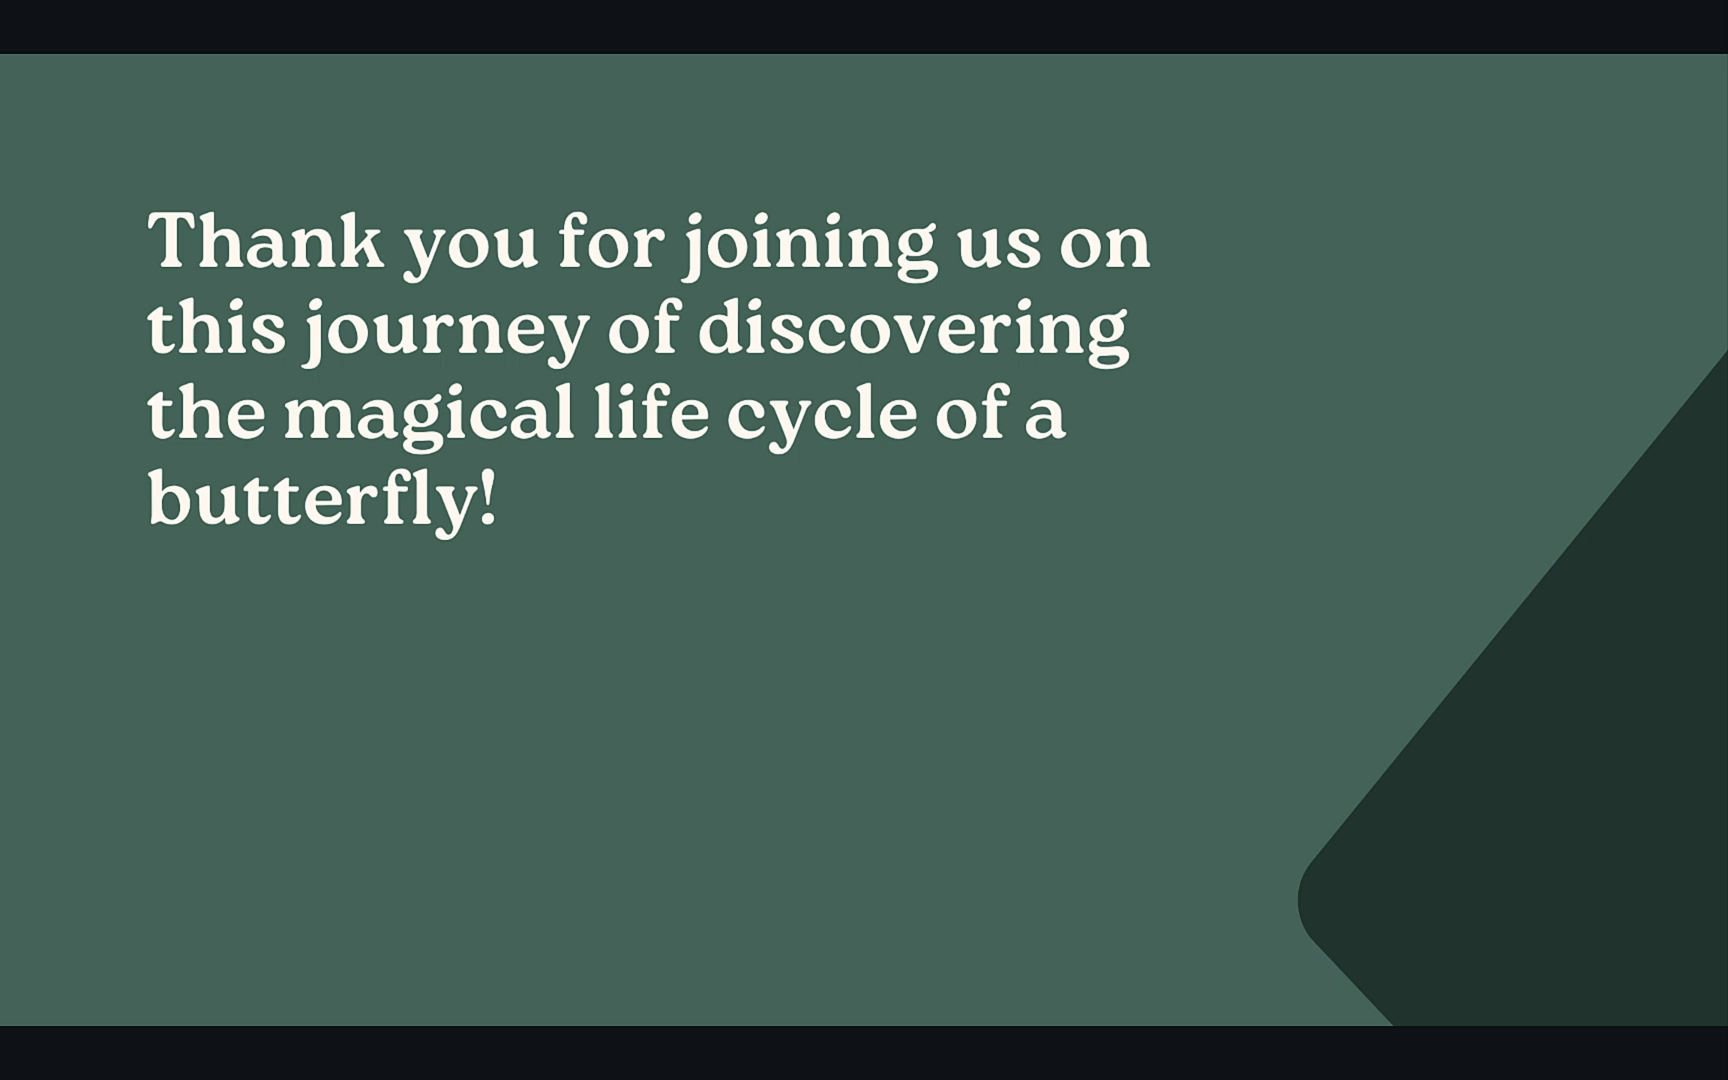 Thank you for joining us on
this journey of discovering
the magical life cycle of a
butterfly!